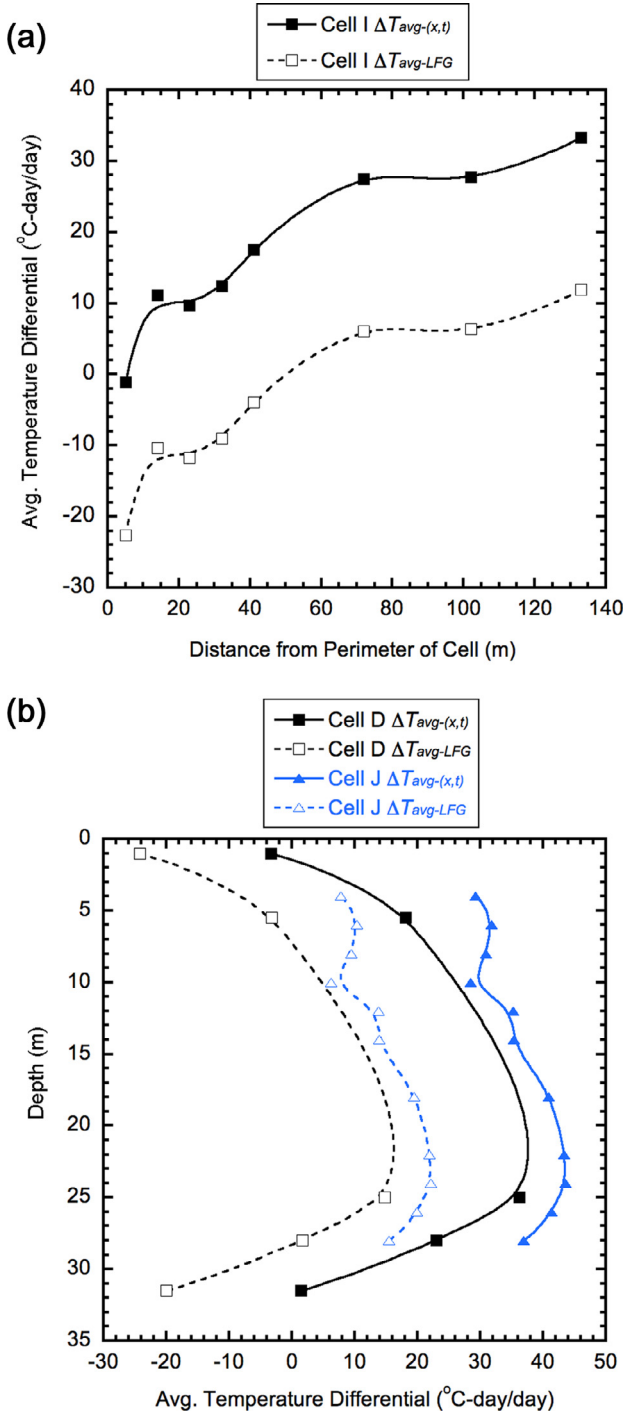 (a)
Cell I ΔTavg-(x,t)
Cell I ΔTavg-LFG
40
30
20
10
0
-10
-20
-30
Avg. Temperature Differential (°C-day/day)
0 20 40 60 80 100 120 140
Distance from Perimeter of Cell (m)
(b)
Cell D ΔTavg-(x,t)
Cell D ΔTavg-LFG
Cell J ΔTavg-(x,t)
Cell J ΔTavg-LFG
0
5
10
15
20
25
30
35
Depth (m)
-30 -20 -10 0 10 20 30 40 50
Avg. Temperature Differential (°C-day/day)